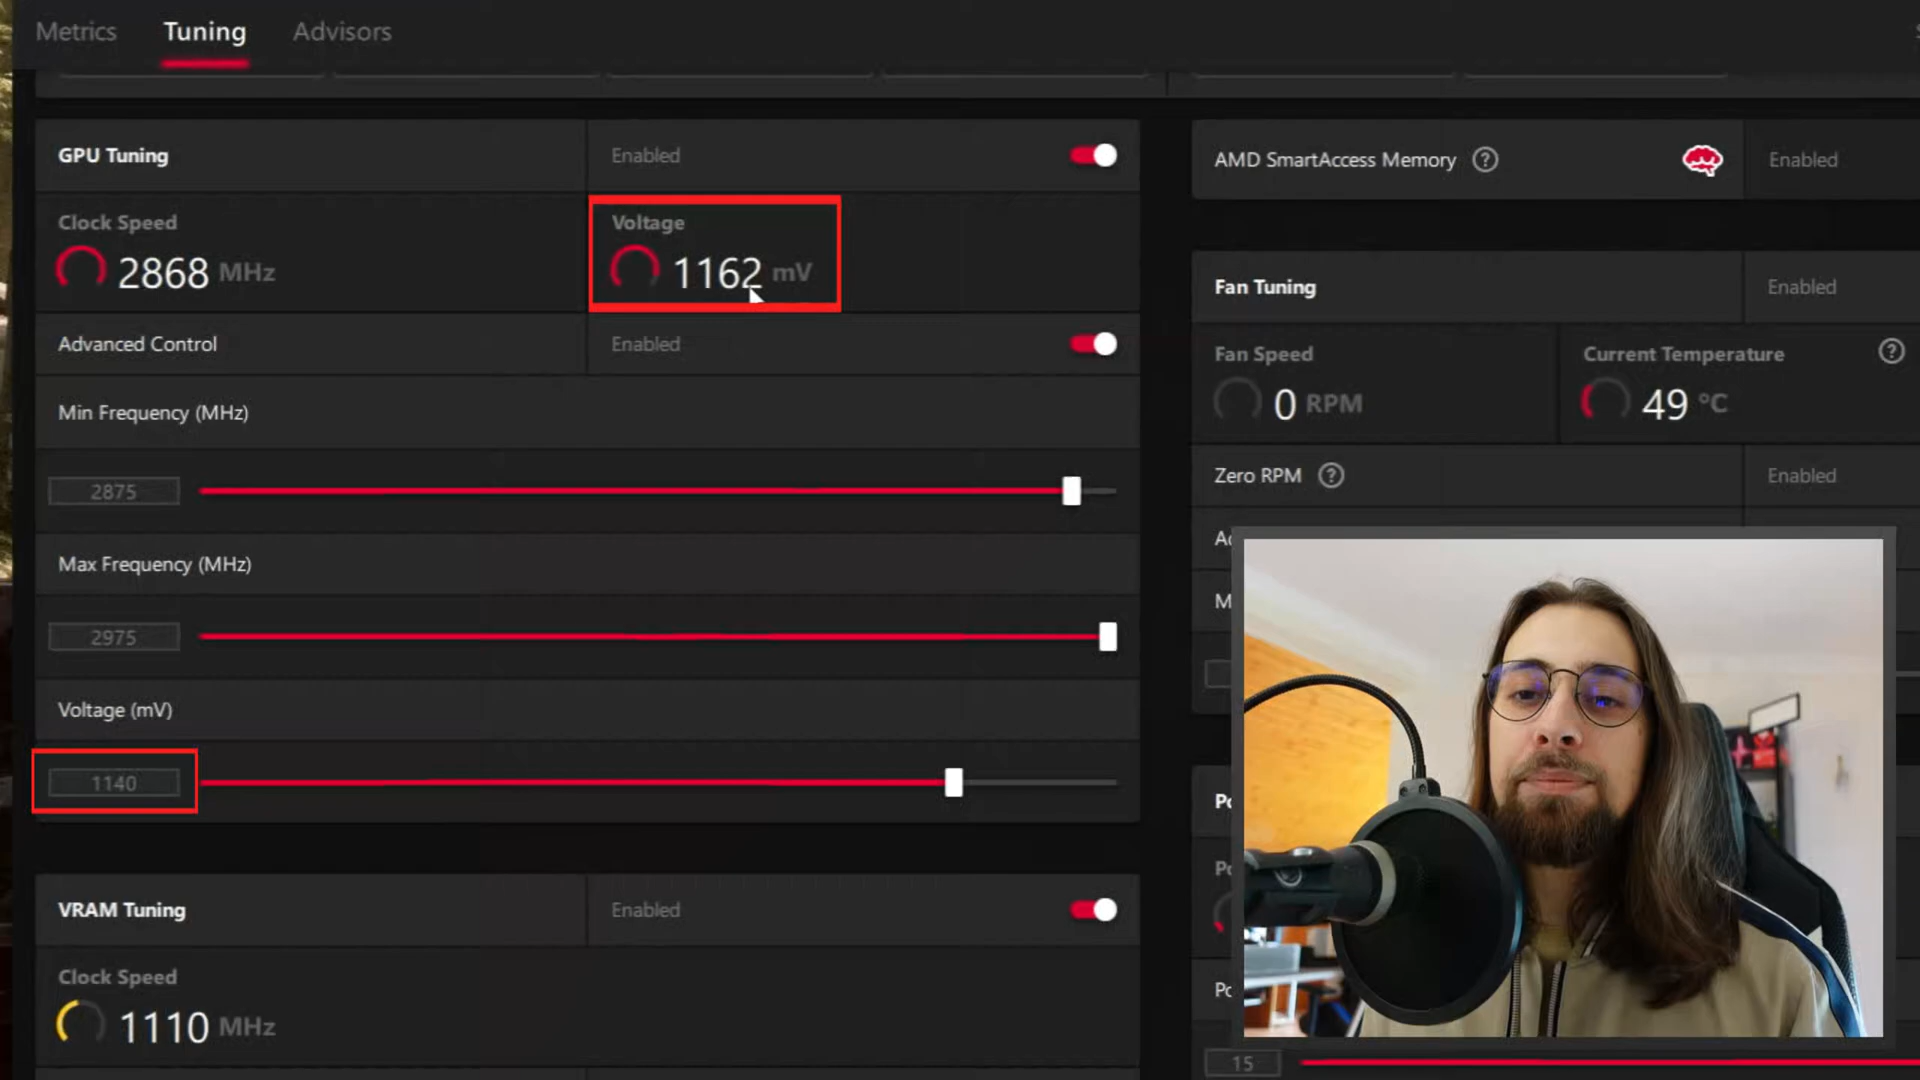 Metrics Tuning Advisors
GPU Tuning Enabled
Clock Speed Voltage
2868 MHz 1162 mV
Advanced Control Enabled
Min Frequency (MHz)
2875
Max Frequency (MHz)
2975
Voltage (mV)
1140
VRAM Tuning Enabled
Clock Speed
1110 MHz
AMD SmartAccess Memory ? Enabled
Fan Tuning Enabled
Fan Speed Current Temperature ?
0 RPM 49 °C
Zero RPM ? Enabled
15